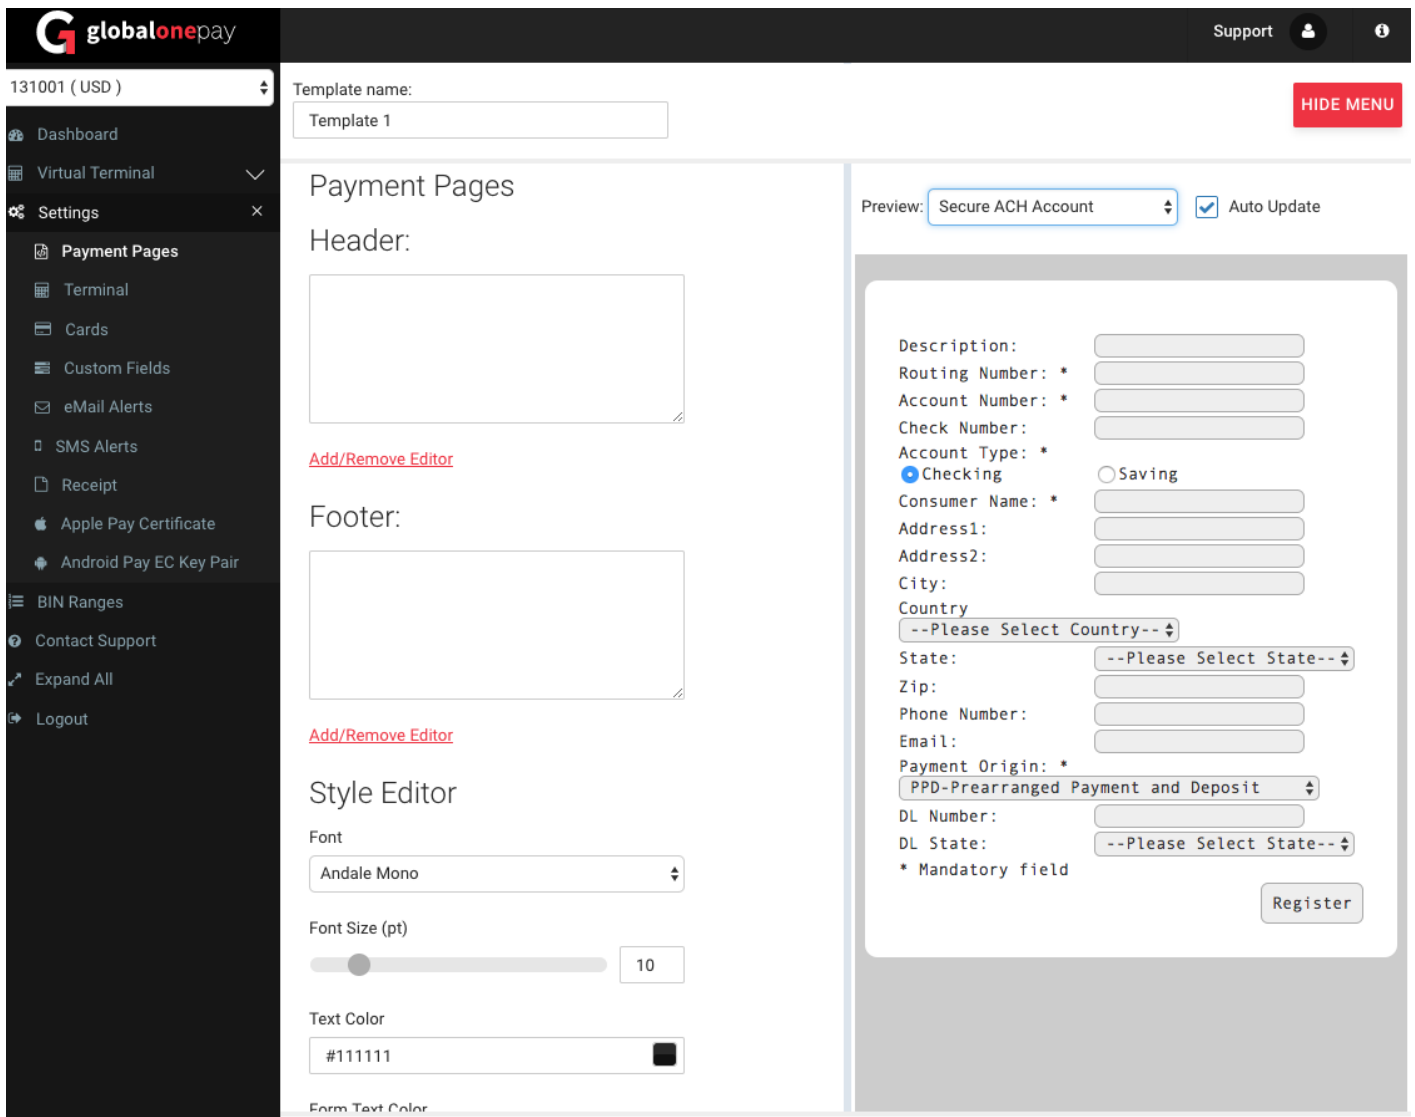 globalonepay
Support
131001 ( USD )
Dashboard
Virtual Terminal
Settings
Payment Pages
Terminal
Cards
Custom Fields
eMail Alerts
SMS Alerts
Receipt
Apple Pay Certificate
Android Pay EC Key Pair
BIN Ranges
Contact Support
Expand All
Logout
Template name:
Template 1
HIDE MENU
Payment Pages
Header:
Add/Remove Editor
Footer:
Add/Remove Editor
Style Editor
Font
Andale Mono
Font Size (pt)
10
Text Color
#111111
Form Text Color
Preview: Secure ACH Account Auto Update
Description:
Routing Number: *
Account Number: *
Check Number:
Account Type: *
Checking Saving
Consumer Name: *
Address1:
Address2:
City:
Country
--Please Select Country--
State: --Please Select State--
Zip:
Phone Number:
Email:
Payment Origin: *
PPD-Prearranged Payment and Deposit
DL Number:
DL State: --Please Select State--
* Mandatory field
Register